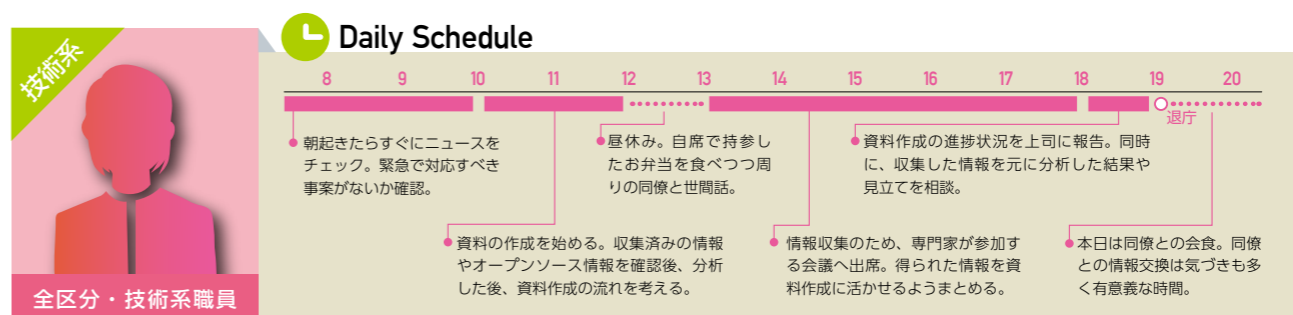 技術系
Daily Schedule
8 9 10 11 12 13 14 15 16 17 18 19 20
退庁
朝起きたらすぐにニュースを
チェック。緊急で対応すべき
事案がないか確認。
昼休み。自席で持参し
たお弁当を食べつつ周
りの同僚と世間話。
資料作成の進捗状況を上司に報告。同時
に、収集した情報を元に分析した結果や
見立てを相談。
資料の作成を始める。収集済みの情報
やオープンソース情報を確認後、分析
した後、資料作成の流れを考える。
情報収集のため、専門家が参加す
る会議へ出席。得られた情報を資
料作成に活かせるようまとめる。
本日は同僚との会食。同僚
との情報交換は気づきも多
く有意義な時間。
全区分・技術系職員